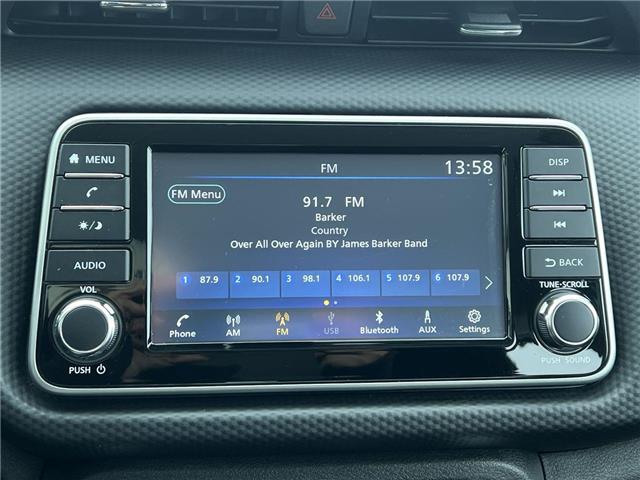 MENU
FM
13:58
DISP
FM Menu
91.7 FM
Barker
Country
Over All Over Again BY James Barker Band
AUDIO
BACK
1 87.9 2 90.1 3 98.1 4 106.1 5 107.9 6 107.9
VOL
TUNE·SCROLL
Phone AM FM USB Bluetooth AUX Settings
PUSH
PUSH SOUND